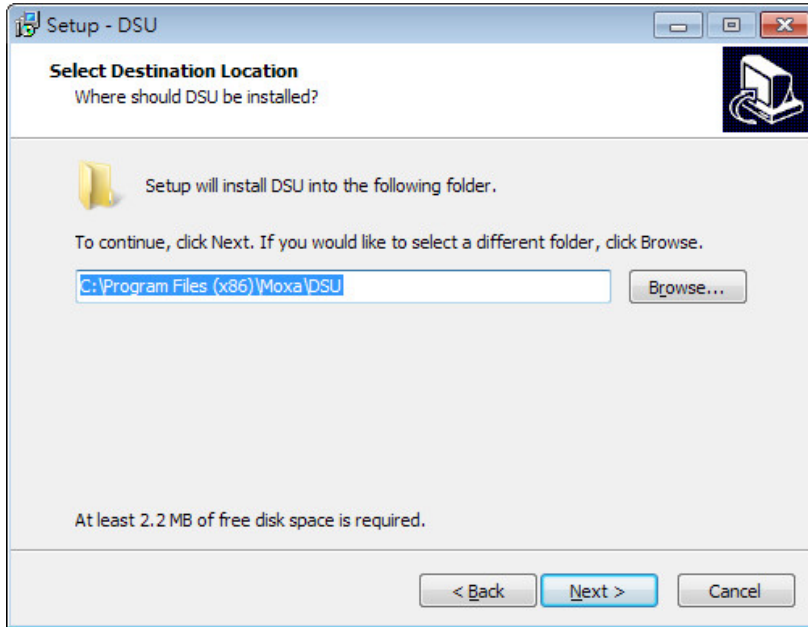 Setup - DSU
Select Destination Location
Where should DSU be installed?
Setup will install DSU into the following folder.
To continue, click Next. If you would like to select a different folder, click Browse.
C:\Program Files (x86)\Moxa\DSU
Browse...
At least 2.2 MB of free disk space is required.
< Back
Next >
Cancel